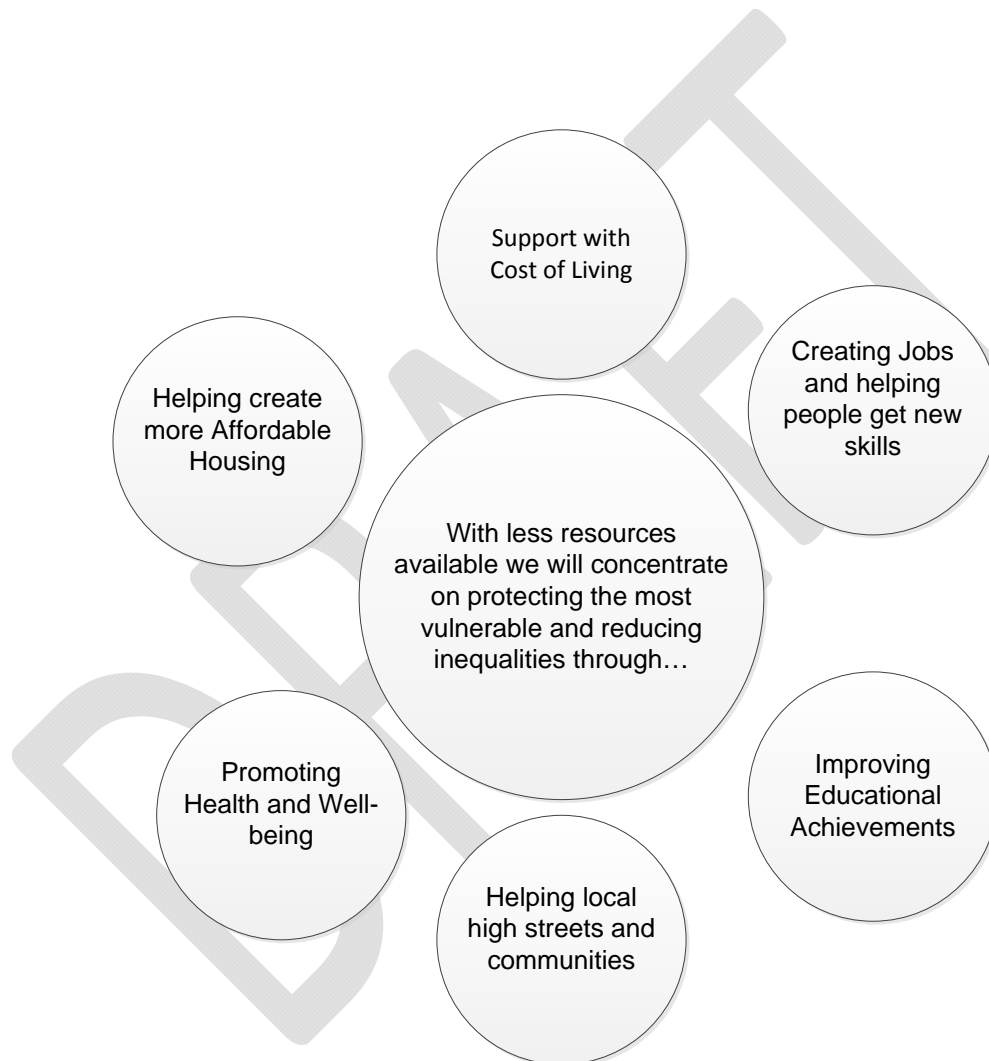 Support with
Cost of Living
Creating Jobs
and helping
people get new
skills
Helping create
more Affordable
Housing
With less resources
available we will concentrate
on protecting the most
vulnerable and reducing
inequalities through…
Improving
Educational
Achievements
Promoting
Health and Well-
being
Helping local
high streets and
communities
DRAFT